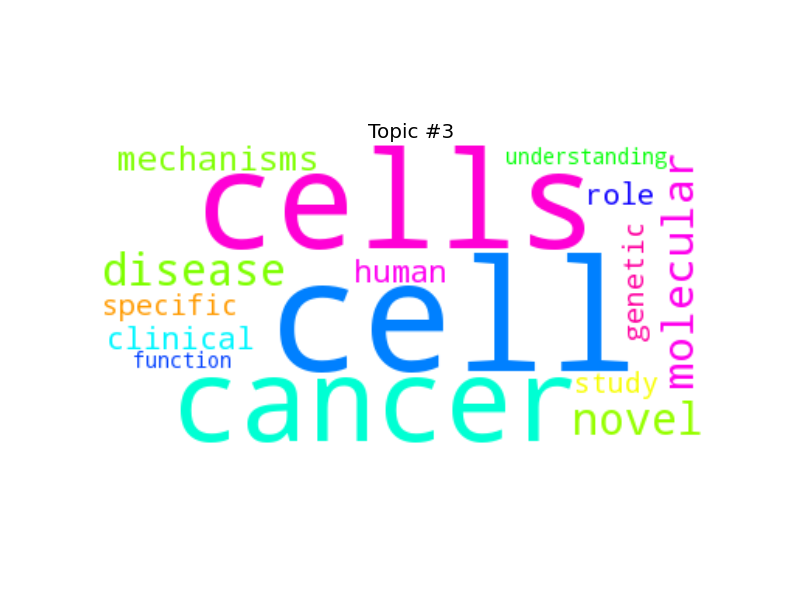 Topic #3
mechanisms
understanding
cells
role
molecular
genetic
disease
human
cell
specific
clinical
function
cancer
study
novel